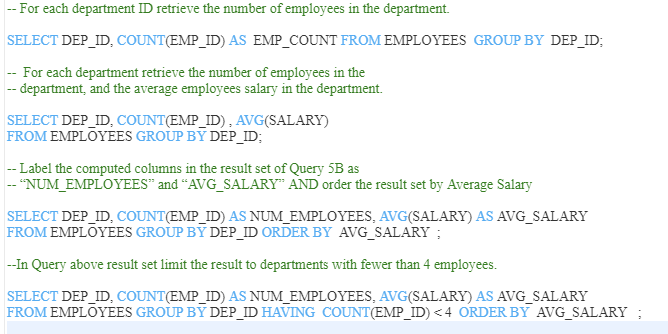 -- For each department ID retrieve the number of employees in the department.
SELECT DEP_ID, COUNT(EMP_ID) AS  EMP_COUNT FROM EMPLOYEES  GROUP BY  DEP_ID;
--  For each department retrieve the number of employees in the
-- department, and the average employees salary in the department.
SELECT DEP_ID, COUNT(EMP_ID) , AVG(SALARY)
FROM EMPLOYEES GROUP BY DEP_ID;
-- Label the computed columns in the result set of Query 5B as
-- “NUM_EMPLOYEES” and “AVG_SALARY” AND order the result set by Average Salary
SELECT DEP_ID, COUNT(EMP_ID) AS NUM_EMPLOYEES, AVG(SALARY) AS AVG_SALARY
FROM EMPLOYEES GROUP BY DEP_ID ORDER BY  AVG_SALARY  ;
--In Query above result set limit the result to departments with fewer than 4 employees.
SELECT DEP_ID, COUNT(EMP_ID) AS NUM_EMPLOYEES, AVG(SALARY) AS AVG_SALARY
FROM EMPLOYEES GROUP BY DEP_ID HAVING  COUNT(EMP_ID) < 4  ORDER BY  AVG_SALARY   ;